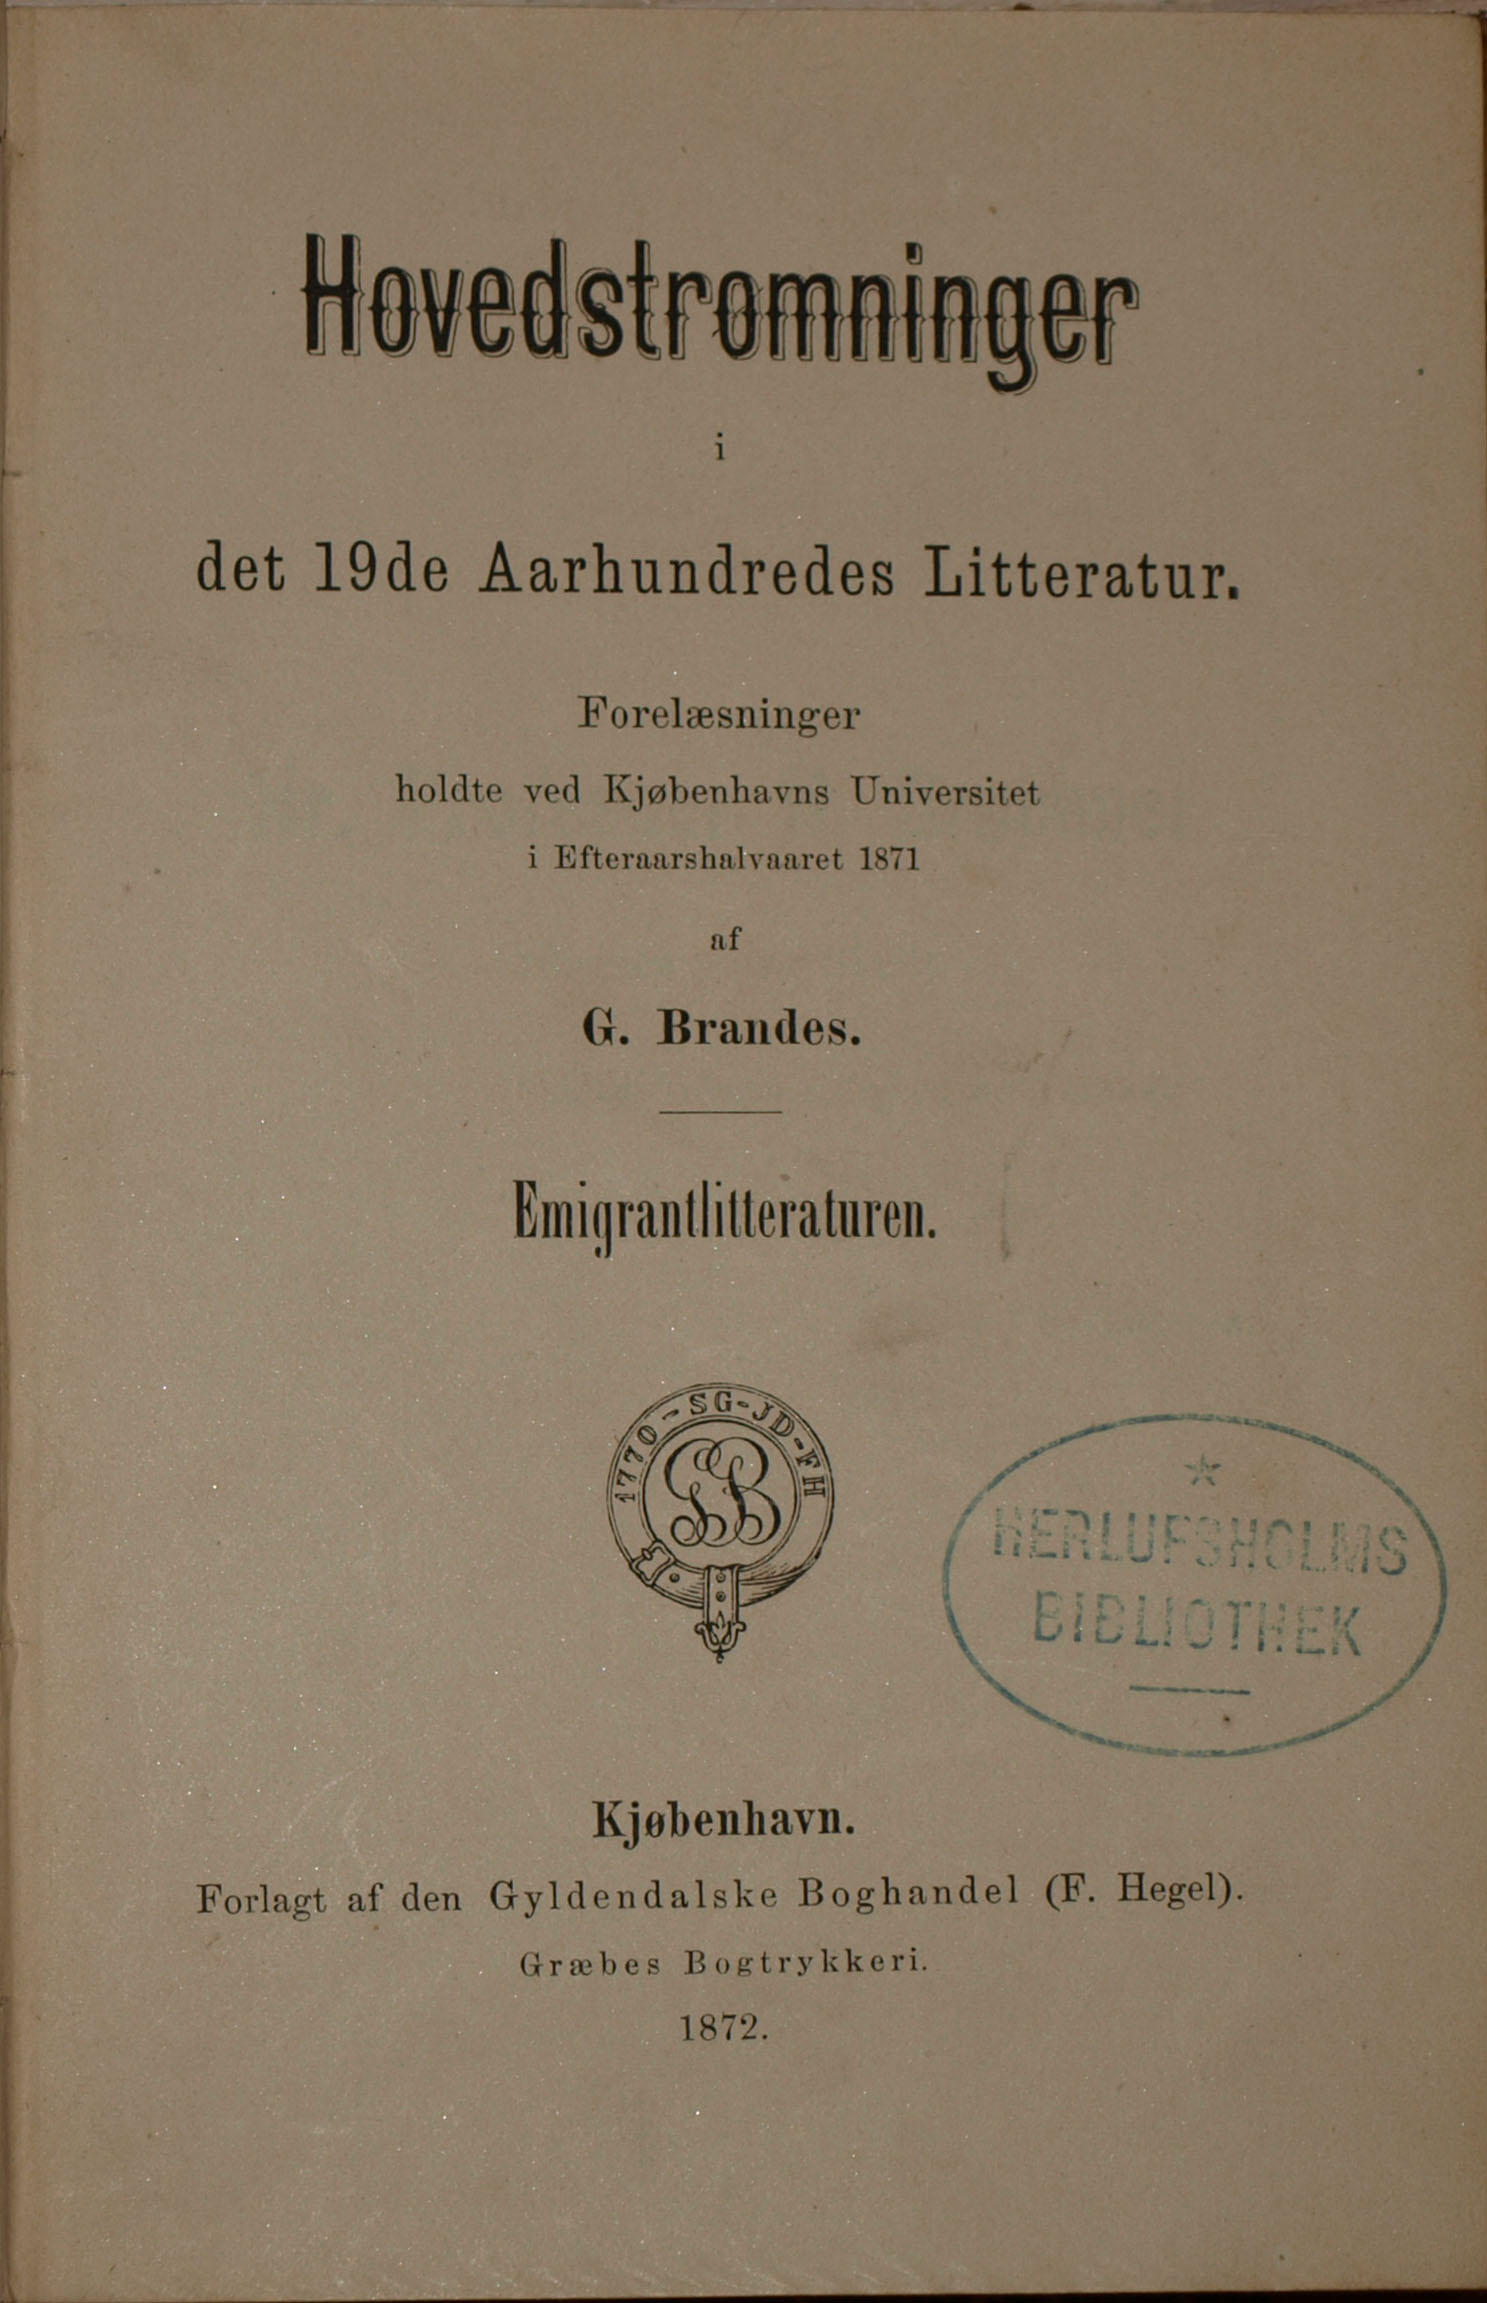 Hovedstrømninger
i
det 19de Aarhundredes Litteratur.
Forelæsninger
holdte ved Kjøbenhavns Universitet
i Efteraarshalvaaret 1871
af
G. Brandes.
Emigrantlitteraturen.
1770-SG-JD-FH
GB
HERLUFSHOLMS
BIBLIOTHEK
Kjøbenhavn.
Forlagt af den Gyldendalske Boghandel (F. Hegel).
Græbes Bogtrykkeri.
1872.